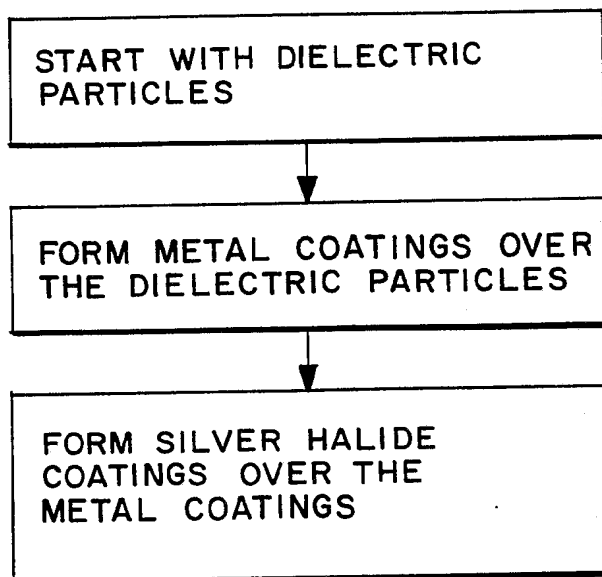 START WITH DIELECTRIC
PARTICLES
FORM METAL COATINGS OVER
THE DIELECTRIC PARTICLES
FORM SILVER HALIDE
COATINGS OVER THE
METAL COATINGS